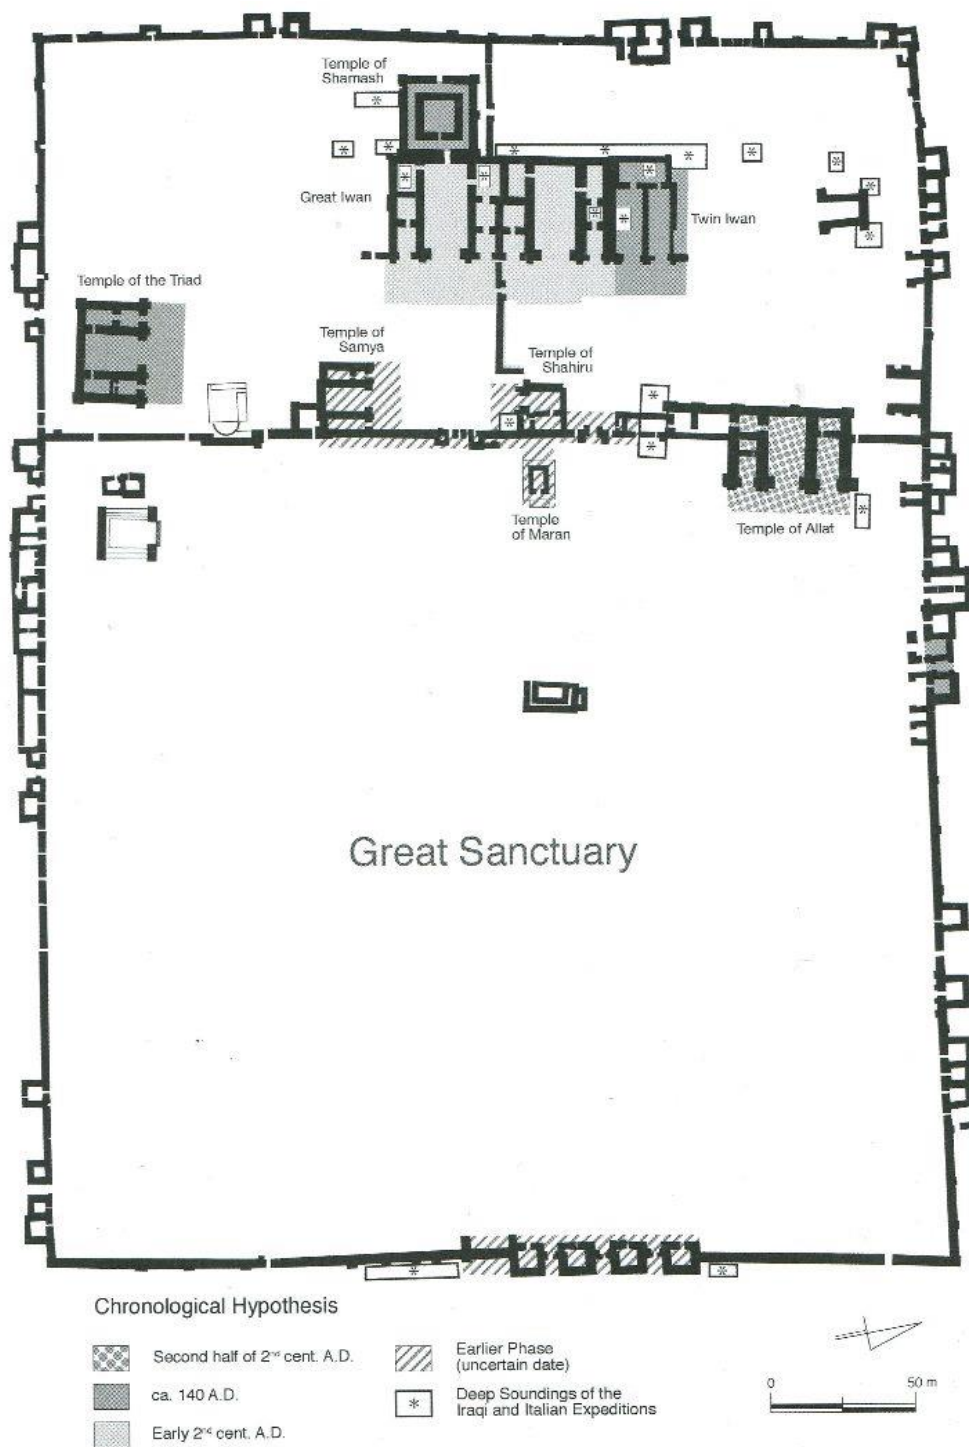 Temple of
Shamash
Great Iwan
Twin Iwan
Temple of the Triad
Temple of
Samya
Temple of
Shahiru
Temple
of Maran
Temple of Allat
Great Sanctuary
Chronological Hypothesis
Second half of 2nd cent. A.D.
ca. 140 A.D.
Early 2nd cent. A.D.
Earlier Phase
(uncertain date)
Deep Soundings of the
Iraqi and Italian Expeditions
0 50 m